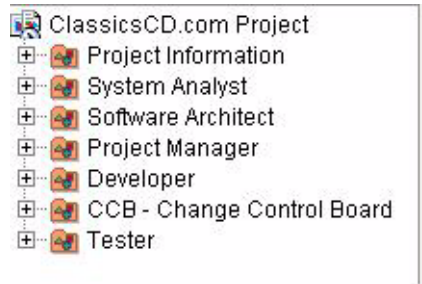 ClassicsCD.com Project
Project Information
System Analyst
Software Architect
Project Manager
Developer
CCB - Change Control Board
Tester